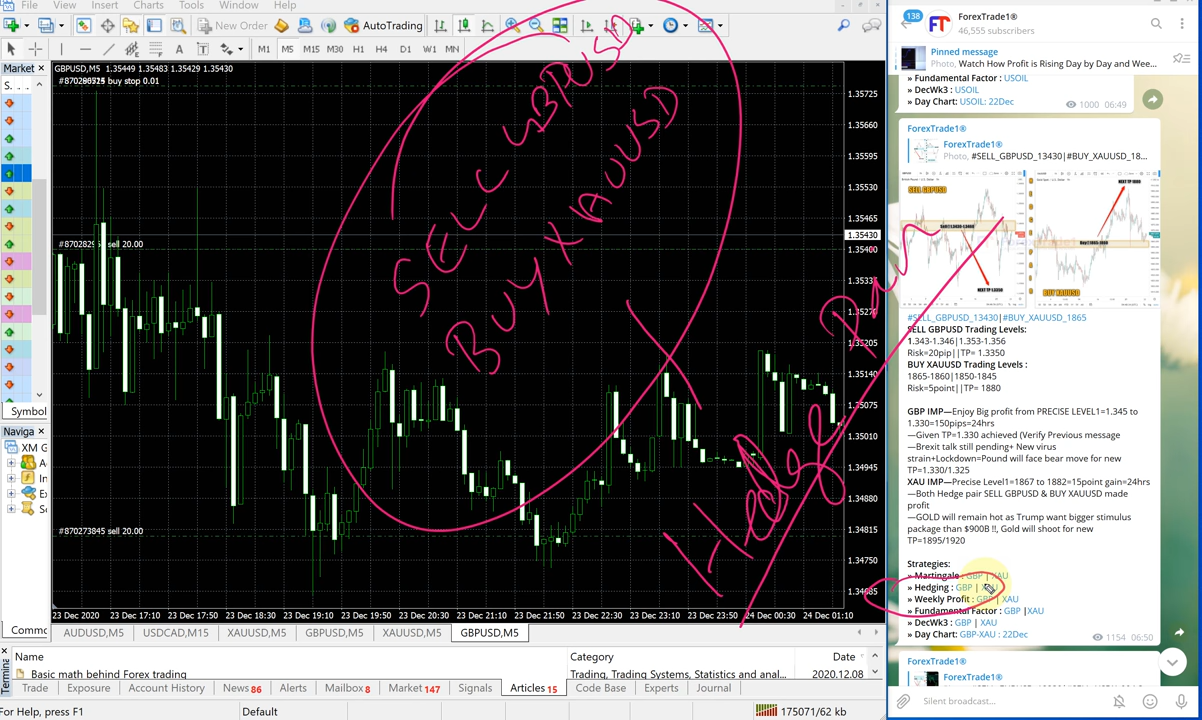 File View Insert Charts Tools Window Help
New Order AutoTrading
M1 M5 M15 M30 H1 H4 D1 W1 MN
Market
S..
Symbol
Naviga
XM G
A
In
E
S
Commc
GBPUSD,M5 1.35449 1.35483 1.35429 1.35430
buy stop 0.01
sell 20.00
#870273845 sell 20.00
SELL GBPUSD
BUY XAUUSD
Hedge
1.35725
1.35660
1.35595
1.35530
1.35465
1.35430
1.35400
1.35335
1.35270
1.35205
1.35140
1.35075
1.35010
1.34945
1.34880
1.34815
1.34750
1.34685
23 Dec 2020 23 Dec 17:10 23 Dec 17:50 23 Dec 18:30 23 Dec 19:10 23 Dec 19:50 23 Dec 20:30 23 Dec 21:10 23 Dec 21:50 23 Dec 22:30 23 Dec 23:10 23 Dec 23:50 24 Dec 00:30 24 Dec 01:10
AUDUSD,M5 USDCAD,M15 XAUUSD,M5 GBPUSD,M5 XAUUSD,M5 GBPUSD,M5
Name Category Date
Basic math behind Forex trading Trading, Trading Systems, Statistics and anal... 2020.12.08
Trade Exposure Account History News 86 Alerts Mailbox 8 Market 147 Signals Articles 15 Code Base Experts Journal
For Help, press F1 Default 175071/62 kb
138
FT
ForexTrade1®
46,555 subscribers
Pinned message
Photo, Watch How Profit is Rising Day by Day and Wee...
» Fundamental Factor : USOIL
» DecWk3 : USOIL
» Day Chart: USOIL: 22Dec
1000 06:49
ForexTrade1®
ForexTrade1®
Photo, #SELL_GBPUSD_13430|#BUY_XAUUSD_18...
SELL GBPUSD
NEXT TP 1.3350
NEXT TP 1880
Buy@1865-1860
BUY XAUUSD
#SELL_GBPUSD_13430|#BUY_XAUUSD_1865
SELL GBPUSD Trading Levels:
1.343-1.346|1.353-1.356
Risk=20pip||TP= 1.3350
BUY XAUUSD Trading Levels :
1865-1860|1850-1845
Risk=5point||TP= 1880
GBP IMP—Enjoy Big profit from PRECISE LEVEL1=1.345 to
1.330=150pips=24hrs
—Given TP=1.330 achieved (Verify Previous message
—Brexit talk still pending+ New virus
strain+Lockdown=Pound will face bear move for new
TP=1.330/1.325
XAU IMP—Precise Level1=1867 to 1882=15point gain=24hrs
—Both Hedge pair SELL GBPUSD & BUY XAUUSD made
profit
—GOLD will remain hot as Trump want bigger stimulus
package than $900B !!, Gold will shoot for new
TP=1895/1920
Strategies:
» Martingale : GBP | XAU
» Hedging : GBP | XAU
» Weekly Profit : GBP | XAU
» Fundamental Factor : GBP |XAU
» DecWk3 : GBP | XAU
» Day Chart: GBP-XAU : 22Dec
1154 06:50
ForexTrade1®
ForexTrade1®
Silent broadcast...